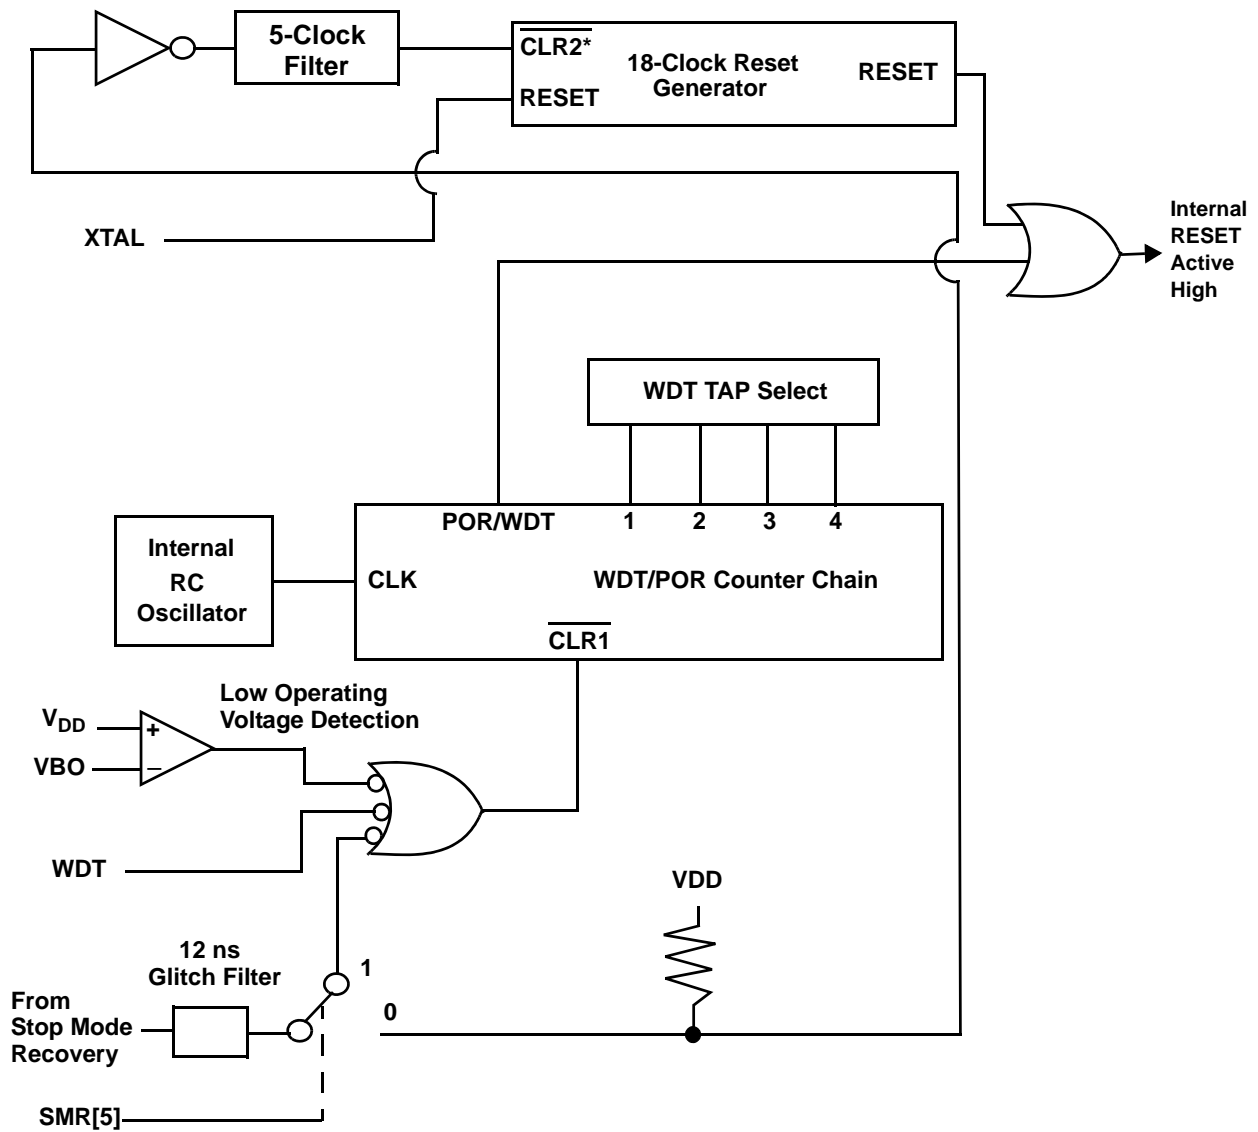 5-Clock
Filter
CLR2*
RESET
18-Clock Reset
Generator
RESET
XTAL
Internal
RESET
Active
High
WDT TAP Select
POR/WDT
1
2
3
4
Internal
RC
Oscillator
CLK
WDT/POR Counter Chain
CLR1
Low Operating
Voltage Detection
VDD
+
VBO
–
WDT
VDD
12 ns
Glitch Filter
1
0
From
Stop Mode
Recovery
SMR[5]